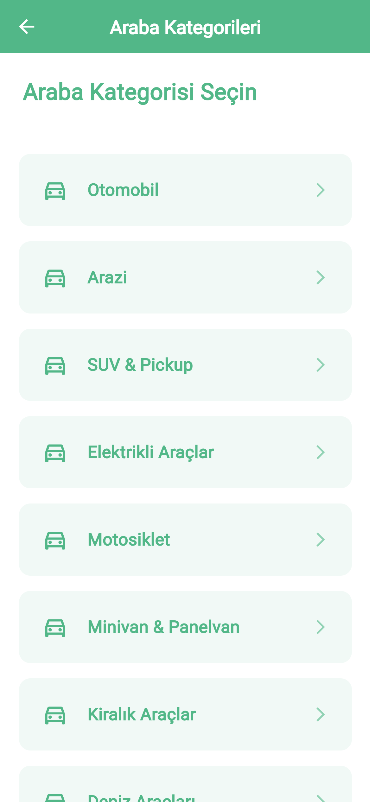 Araba Kategorileri
Araba Kategorisi Seçin
Otomobil
Arazi
SUV & Pickup
Elektrikli Araçlar
Motosiklet
Minivan & Panelvan
Kiralık Araçlar
Deniz Araçları